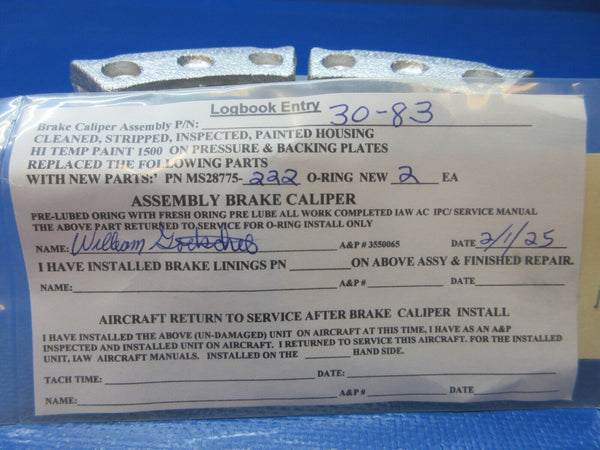 Logbook Entry
Brake Caliper Assembly P/N: 30-83
CLEANED, STRIPPED, INSPECTED, PAINTED HOUSING
HI TEMP PAINT 1500 ON PRESSURE & BACKING PLATES
REPLACED THE FOLLOWING PARTS
WITH NEW PARTS:' PN MS28775-222 O-RING NEW 2 EA
ASSEMBLY BRAKE CALIPER
PRE-LUBED ORING WITH FRESH ORING PRE LUBE ALL WORK COMPLETED IAW AC IPC/ SERVICE MANUAL
THE ABOVE PART RETURNED TO SERVICE FOR O-RING INSTALL ONLY
NAME: William A&P # 3550065 DATE 2/1/25
I HAVE INSTALLED BRAKE LININGS PN ON ABOVE ASSY & FINISHED REPAIR.
NAME: A&P # DATE
AIRCRAFT RETURN TO SERVICE AFTER BRAKE CALIPER INSTALL
I HAVE INSTALLED THE ABOVE (UN-DAMAGED) UNIT ON AIRCRAFT AT THIS TIME, I HAVE AS AN A&P
INSPECTED AND INSTALLED UNIT ON AIRCRAFT. I RETURNED TO SERVICE THIS AIRCRAFT. FOR THE INSTALLED
UNIT, IAW AIRCRAFT MANUALS. INSTALLED ON THE HAND SIDE.
TACH TIME: DATE:
NAME: A&P # DATE